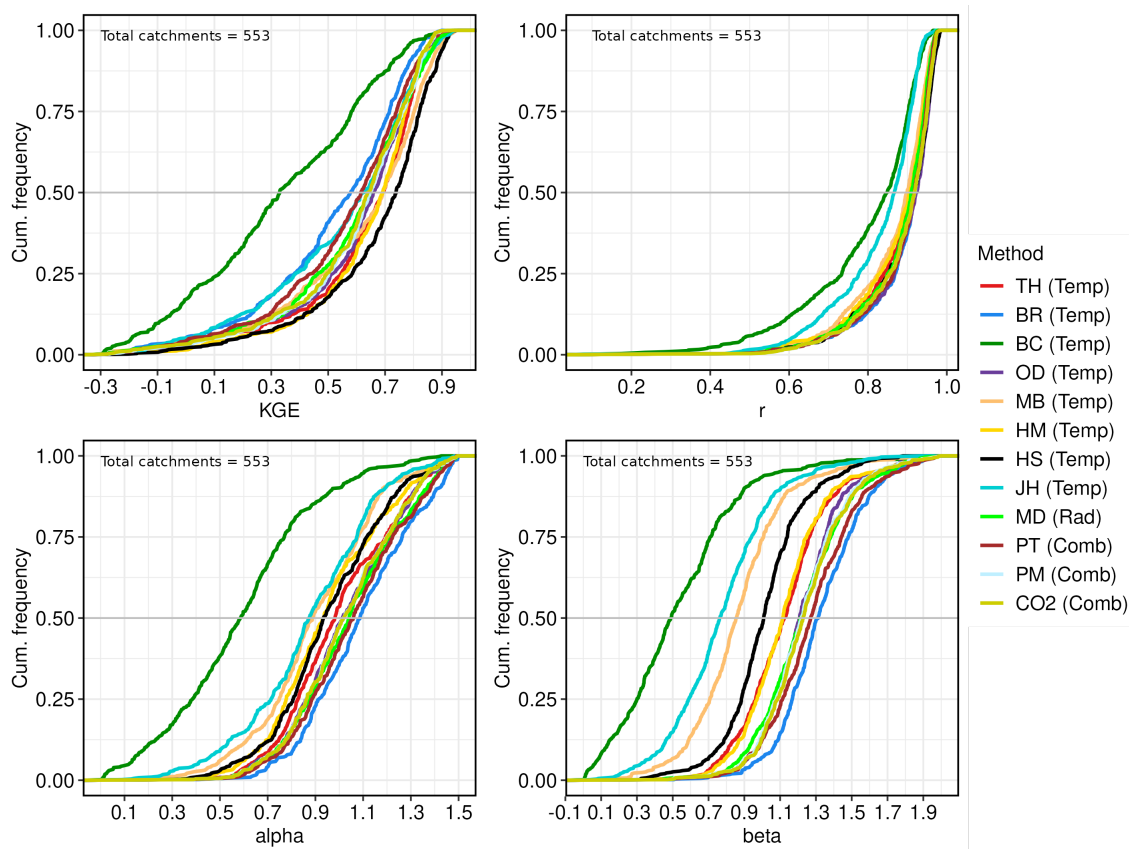 Total catchments = 553
1.00
0.75
0.50
0.25
0.00
Cum. frequency
-0.3 -0.1 0.1 0.3 0.5 0.7 0.9
KGE
Total catchments = 553
1.00
0.75
0.50
0.25
0.00
Cum. frequency
0.2 0.4 0.6 0.8 1.0
r
Total catchments = 553
1.00
0.75
0.50
0.25
0.00
Cum. frequency
0.1 0.3 0.5 0.7 0.9 1.1 1.3 1.5
alpha
Total catchments = 553
1.00
0.75
0.50
0.25
0.00
Cum. frequency
-0.1 0.1 0.3 0.5 0.7 0.9 1.1 1.3 1.5 1.7 1.9
beta
Method
TH (Temp)
BR (Temp)
BC (Temp)
OD (Temp)
MB (Temp)
HM (Temp)
HS (Temp)
JH (Temp)
MD (Rad)
PT (Comb)
PM (Comb)
CO2 (Comb)